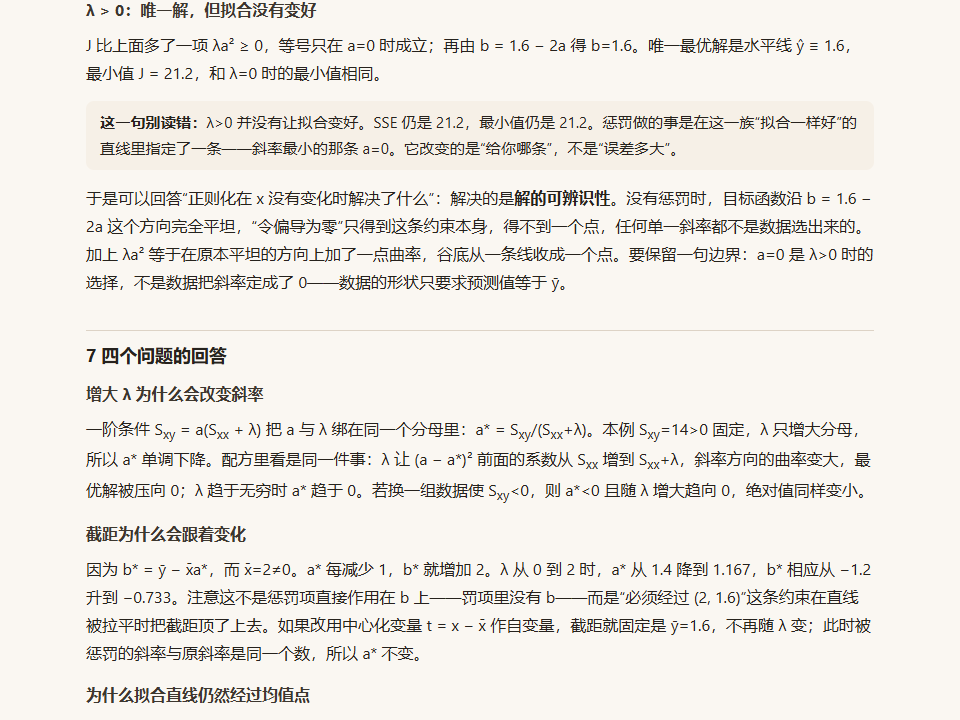 λ > 0：唯一解，但拟合没有变好
J 比上面多了一项 λa² ≥ 0，等号只在 a=0 时成立；再由 b = 1.6 − 2a 得 b=1.6。唯一最优解是水平线 ŷ ≡ 1.6，
最小值 J = 21.2，和 λ=0 时的最小值相同。
这一句别读错：λ>0 并没有让拟合变好。SSE 仍是 21.2，最小值仍是 21.2。惩罚做的事是在这一族“拟合一样好”的
直线里指定了一条——斜率最小的那条 a=0。它改变的是“给你哪条”，不是“误差多大”。
于是可以回答“正则化在 x 没有变化时解决了什么”：解决的是解的可辨识性。没有惩罚时，目标函数沿 b = 1.6 −
2a 这个方向完全平坦，“令偏导为零”只得到这条约束本身，得不到一个点，任何单一斜率都不是数据选出来的。
加上 λa² 等于在原本平坦的方向上加了一点曲率，谷底从一条线收成一个点。要保留一句边界：a=0 是 λ>0 时的
选择，不是数据把斜率定成了 0——数据的形状只要求预测值等于 ȳ。
7 四个问题的回答
增大 λ 为什么会改变斜率
一阶条件 Sxy = a(Sxx + λ) 把 a 与 λ 绑在同一个分母里：a* = Sxy/(Sxx+λ)。本例 Sxy=14>0 固定，λ 只增大分母，
所以 a* 单调下降。配方里看是同一件事：λ 让 (a − a*)² 前面的系数从 Sxx 增到 Sxx+λ，斜率方向的曲率变大，最
优解被压向 0；λ 趋于无穷时 a* 趋于 0。若换一组数据使 Sxy<0，则 a*<0 且随 λ 增大趋向 0，绝对值同样变小。
截距为什么会跟着变化
因为 b* = ȳ − x̄a*，而 x̄=2≠0。a* 每减少 1，b* 就增加 2。λ 从 0 到 2 时，a* 从 1.4 降到 1.167，b* 相应从 −1.2
升到 −0.733。注意这不是惩罚项直接作用在 b 上——罚项里没有 b——而是“必须经过 (2, 1.6)”这条约束在直线
被拉平时把截距顶了上去。如果改用中心化变量 t = x − x̄ 作自变量，截距就固定是 ȳ=1.6，不再随 λ 变；此时被
惩罚的斜率与原斜率是同一个数，所以 a* 不变。
为什么拟合直线仍然经过均值点